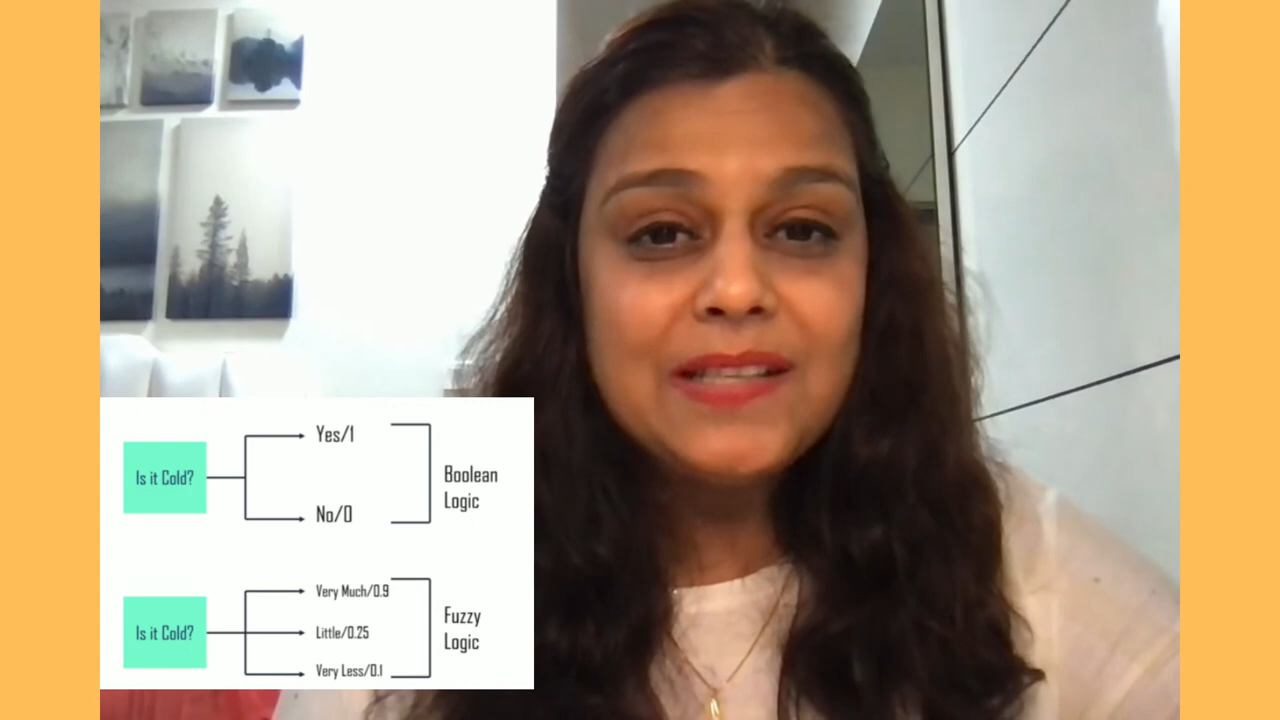 Is it Cold?
Yes/1
No/0
Boolean
Logic
Is it Cold?
Very Much/0.9
Little/0.25
Very Less/0.1
Fuzzy
Logic